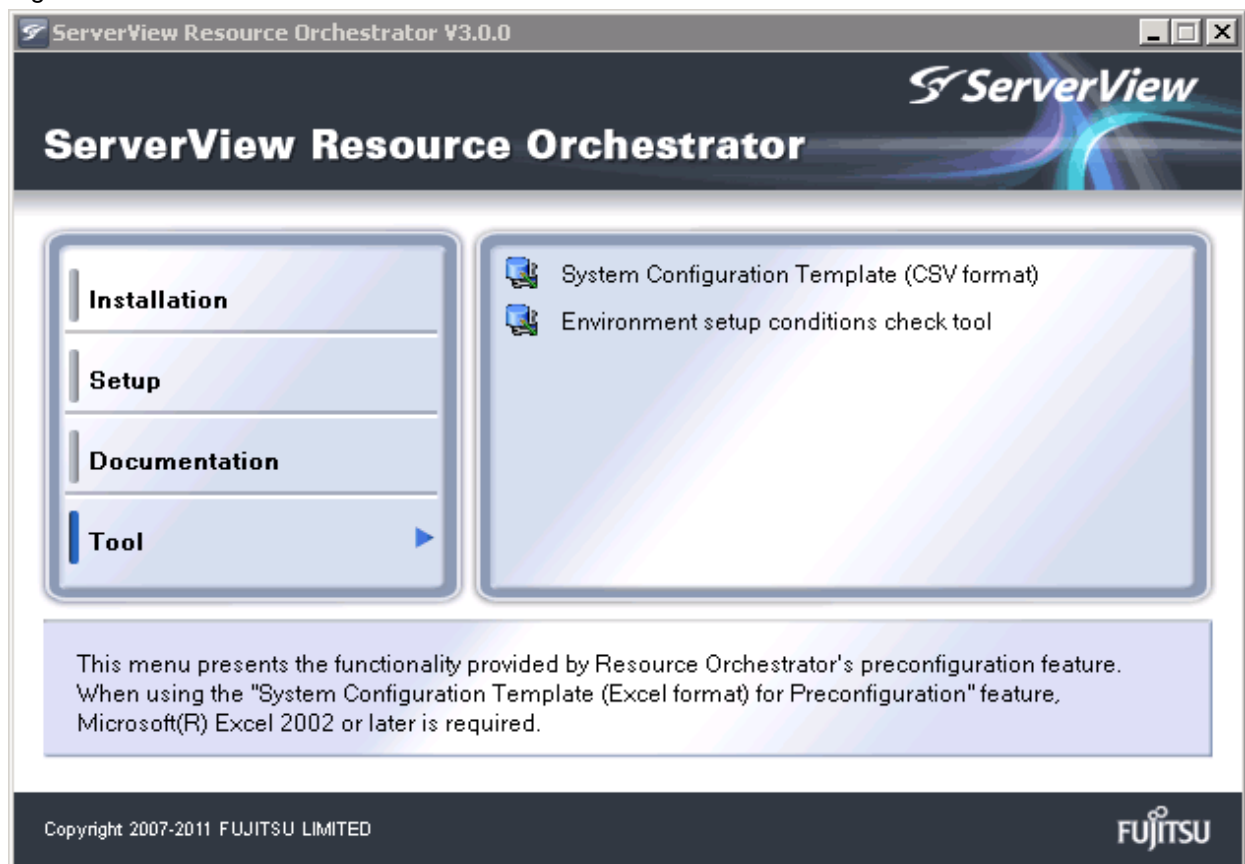 ServerView Resource Orchestrator V3.0.0
ServerView
ServerView Resource Orchestrator
Installation
Setup
Documentation
Tool
System Configuration Template (CSV format)
Environment setup conditions check tool
This menu presents the functionality provided by Resource Orchestrator's preconfiguration feature.
When using the "System Configuration Template (Excel format) for Preconfiguration" feature,
Microsoft(R) Excel 2002 or later is required.
Copyright 2007-2011 FUJITSU LIMITED
FUJITSU